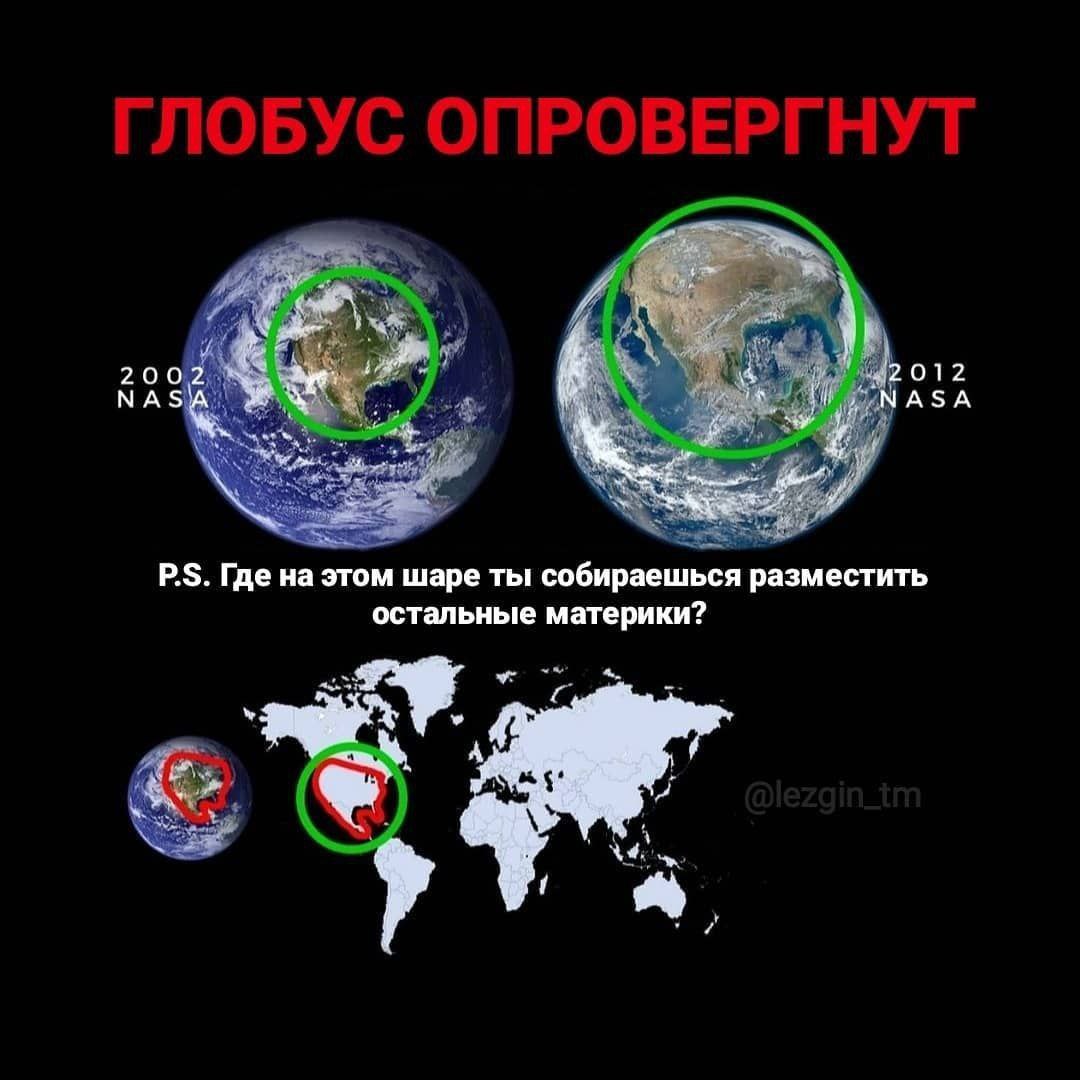 ГЛОБУС ОПРОВЕРГНУТ
2002
NASA
2012
NASA
P.S. Где на этом шаре ты собираешься разместить
остальные материки?
@lezgin_tm